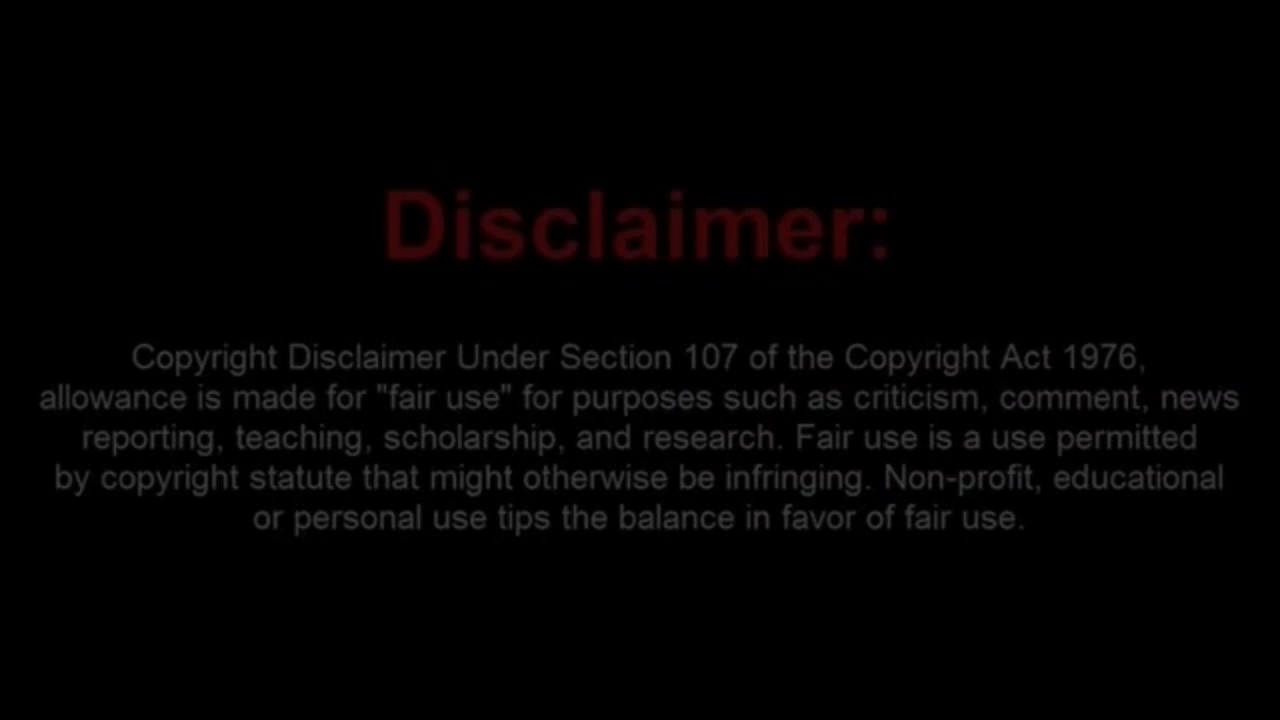 Disclaimer:
Copyright Disclaimer Under Section 107 of the Copyright Act 1976,
allowance is made for "fair use" for purposes such as criticism, comment, news
reporting, teaching, scholarship, and research. Fair use is a use permitted
by copyright statute that might otherwise be infringing. Non-profit, educational
or personal use tips the balance in favor of fair use.